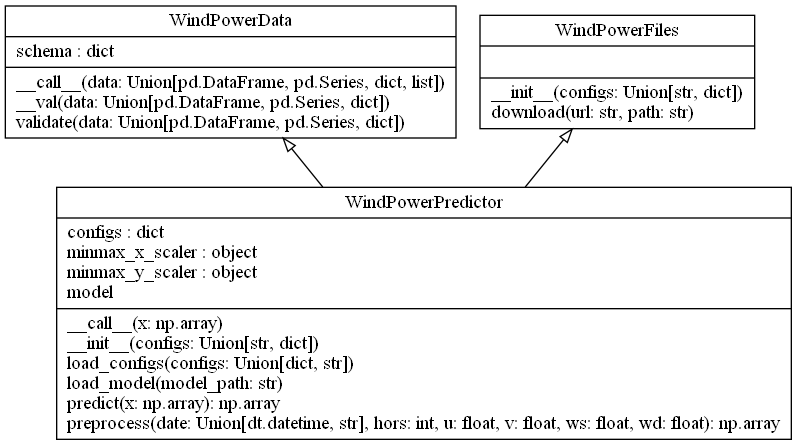 WindPowerData
schema : dict
__call__(data: Union[pd.DataFrame, pd.Series, dict, list])
__val(data: Union[pd.DataFrame, pd.Series, dict])
validate(data: Union[pd.DataFrame, pd.Series, dict])
WindPowerFiles
__init__(configs: Union[str, dict])
download(url: str, path: str)
WindPowerPredictor
configs : dict
minmax_x_scaler : object
minmax_y_scaler : object
model
__call__(x: np.array)
__init__(configs: Union[str, dict])
load_configs(configs: Union[dict, str])
load_model(model_path: str)
predict(x: np.array): np.array
preprocess(date: Union[dt.datetime, str], hors: int, u: float, v: float, ws: float, wd: float): np.array